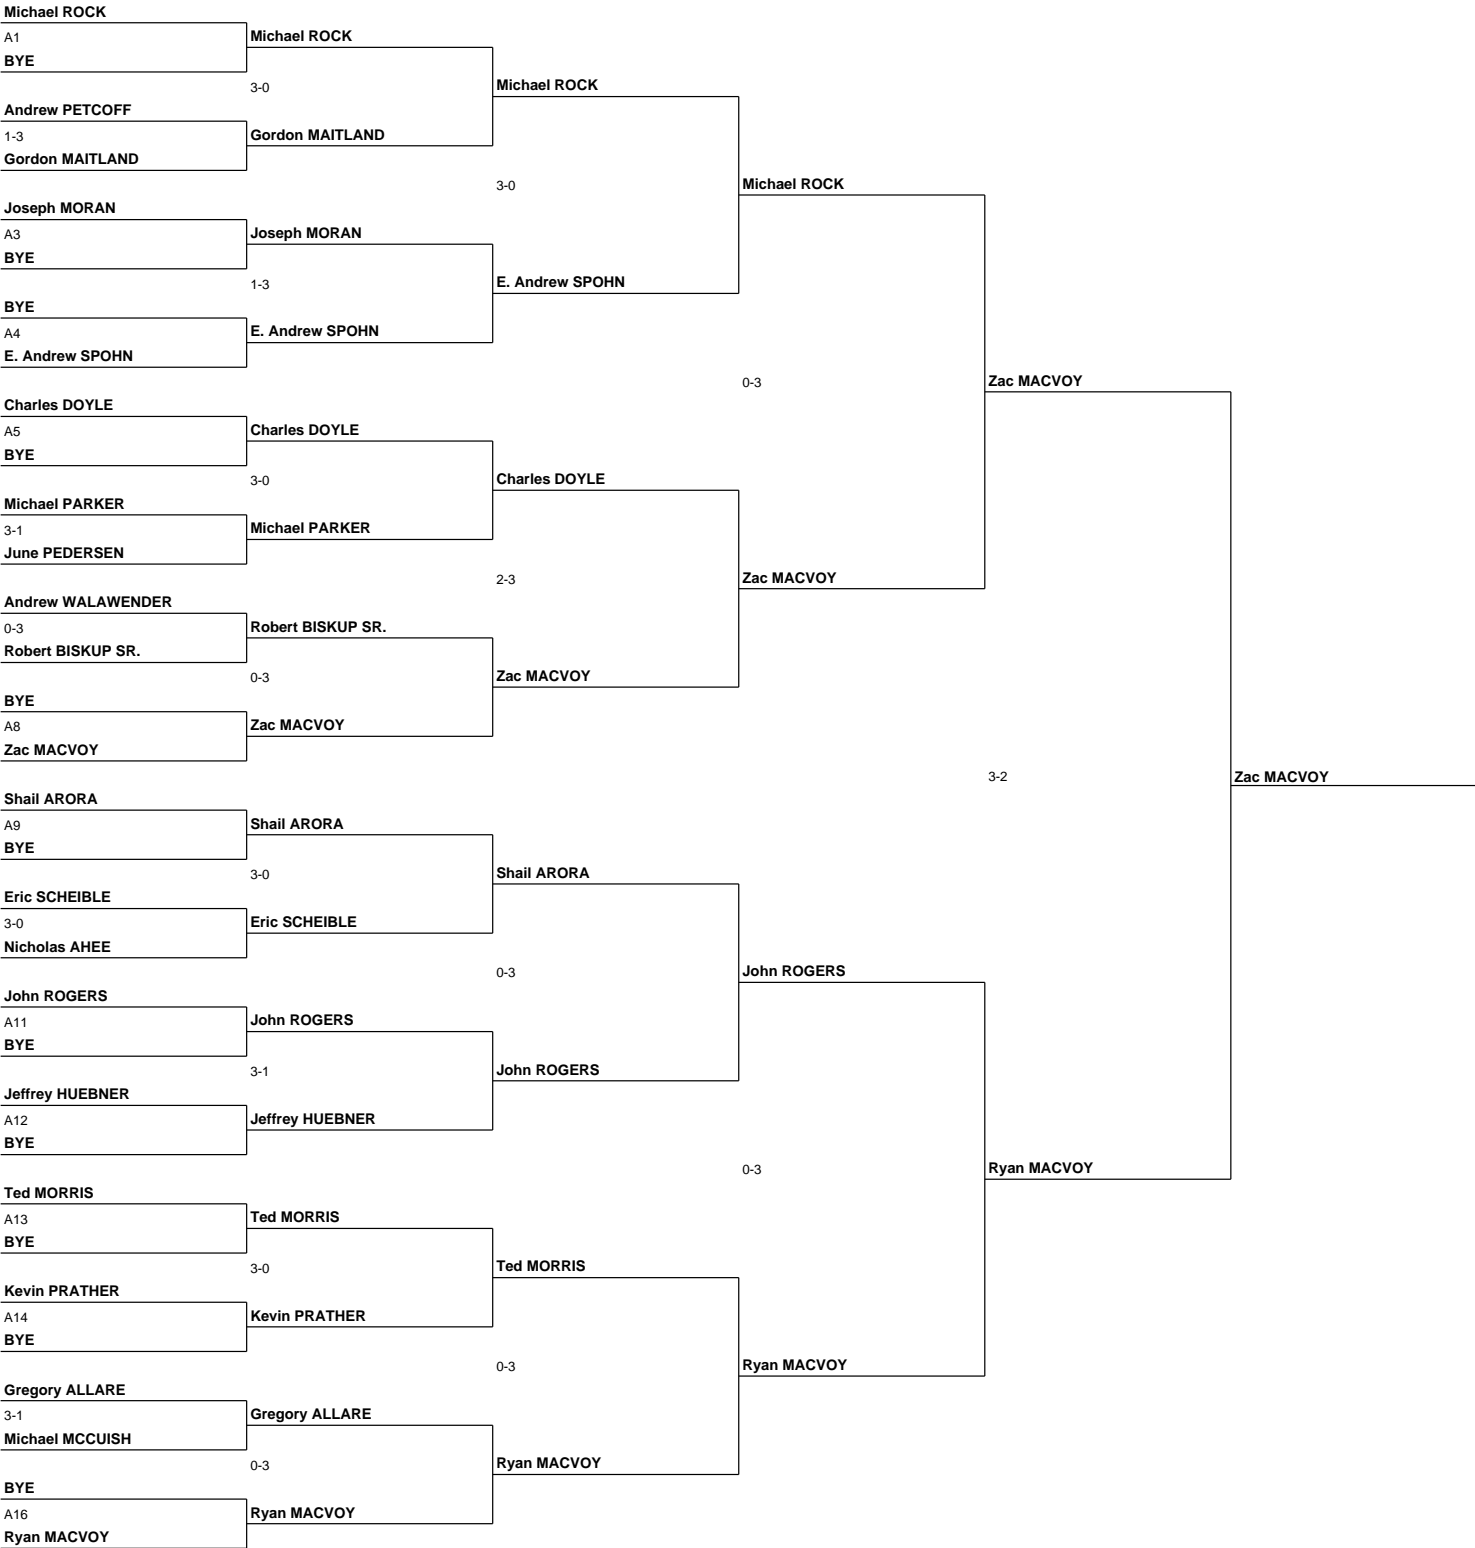 Michael ROCK
A1
BYE
Michael ROCK
3-0
Michael ROCK
Andrew PETCOFF
1-3
Gordon MAITLAND
Gordon MAITLAND
3-0
Michael ROCK
Joseph MORAN
A3
BYE
Joseph MORAN
1-3
E. Andrew SPOHN
BYE
A4
E. Andrew SPOHN
E. Andrew SPOHN
0-3
Zac MACVOY
Charles DOYLE
A5
BYE
Charles DOYLE
3-0
Charles DOYLE
Michael PARKER
3-1
June PEDERSEN
Michael PARKER
2-3
Zac MACVOY
Andrew WALAWENDER
0-3
Robert BISKUP SR.
Robert BISKUP SR.
0-3
Zac MACVOY
BYE
A8
Zac MACVOY
Zac MACVOY
3-2
Zac MACVOY
Shail ARORA
A9
BYE
Shail ARORA
3-0
Shail ARORA
Eric SCHEIBLE
3-0
Nicholas AHEE
Eric SCHEIBLE
0-3
John ROGERS
John ROGERS
A11
BYE
John ROGERS
3-1
John ROGERS
Jeffrey HUEBNER
A12
BYE
Jeffrey HUEBNER
0-3
Ryan MACVOY
Ted MORRIS
A13
BYE
Ted MORRIS
3-0
Ted MORRIS
Kevin PRATHER
A14
BYE
Kevin PRATHER
0-3
Ryan MACVOY
Gregory ALLARE
3-1
Michael MCCUISH
Gregory ALLARE
0-3
Ryan MACVOY
BYE
A16
Ryan MACVOY
Ryan MACVOY